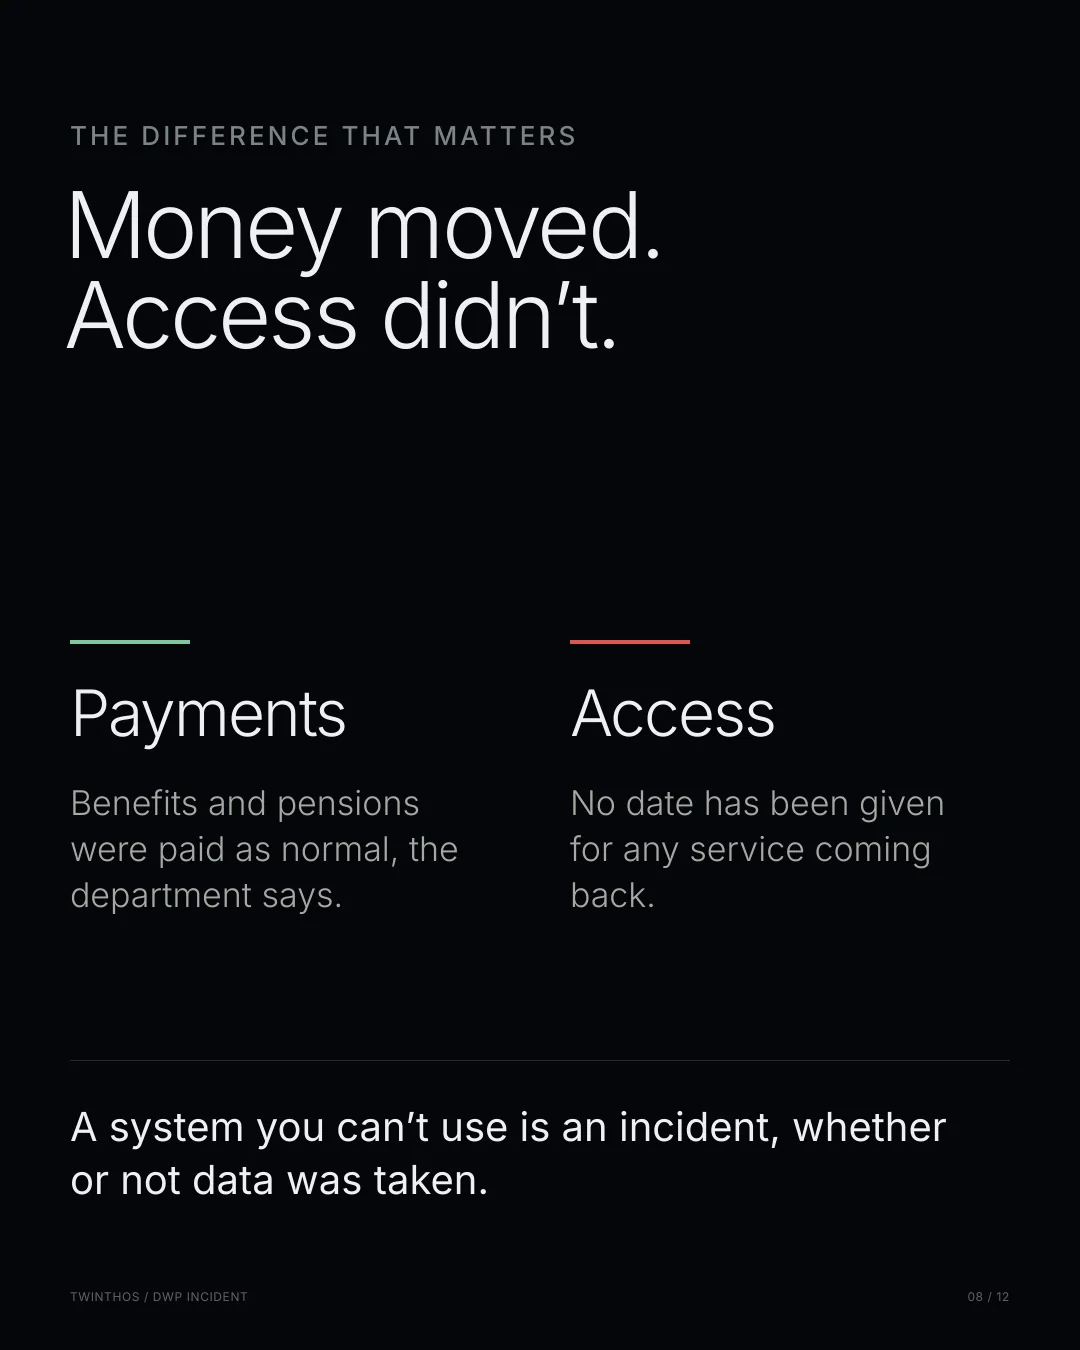 THE DIFFERENCE THAT MATTERS
Money moved.
Access didn’t.
Payments
Benefits and pensions
were paid as normal, the
department says.
Access
No date has been given
for any service coming
back.
A system you can’t use is an incident, whether
or not data was taken.
TWINTHOS / DWP INCIDENT
08 / 12